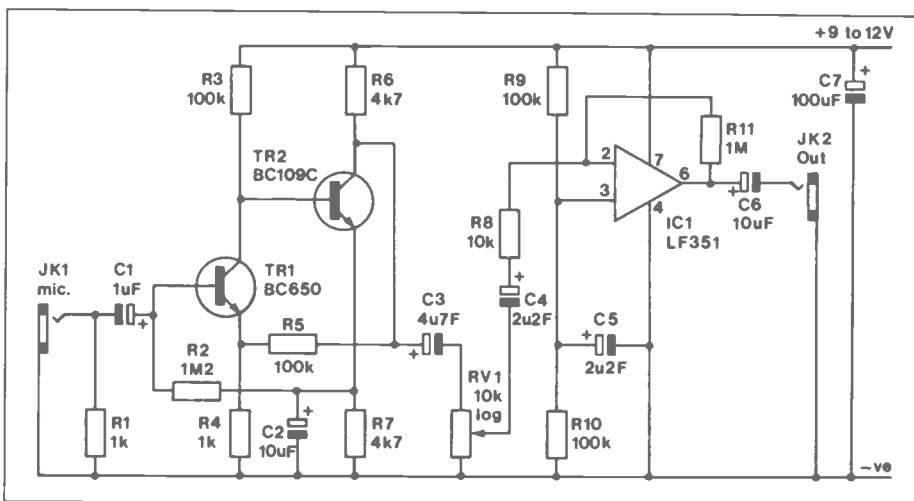 +9 to 12V
R3
100k
R6
4k7
R9
100k
C7
100uF
+
R11
1M
JK2
Out
TR2
BC109C
2
3
7
6
4
+
C6
10uF
IC1
LF351
R8
10k
JK1
mic.
C1
1uF
+
TR1
BC650
+
C4
2u2F
C3
4u7F
+
R5
100k
C5
+
2u2F
R2
1M2
RV1
10k
log
R1
1k
R4
1k
C2
10uF
+
R7
4k7
R10
100k
-ve